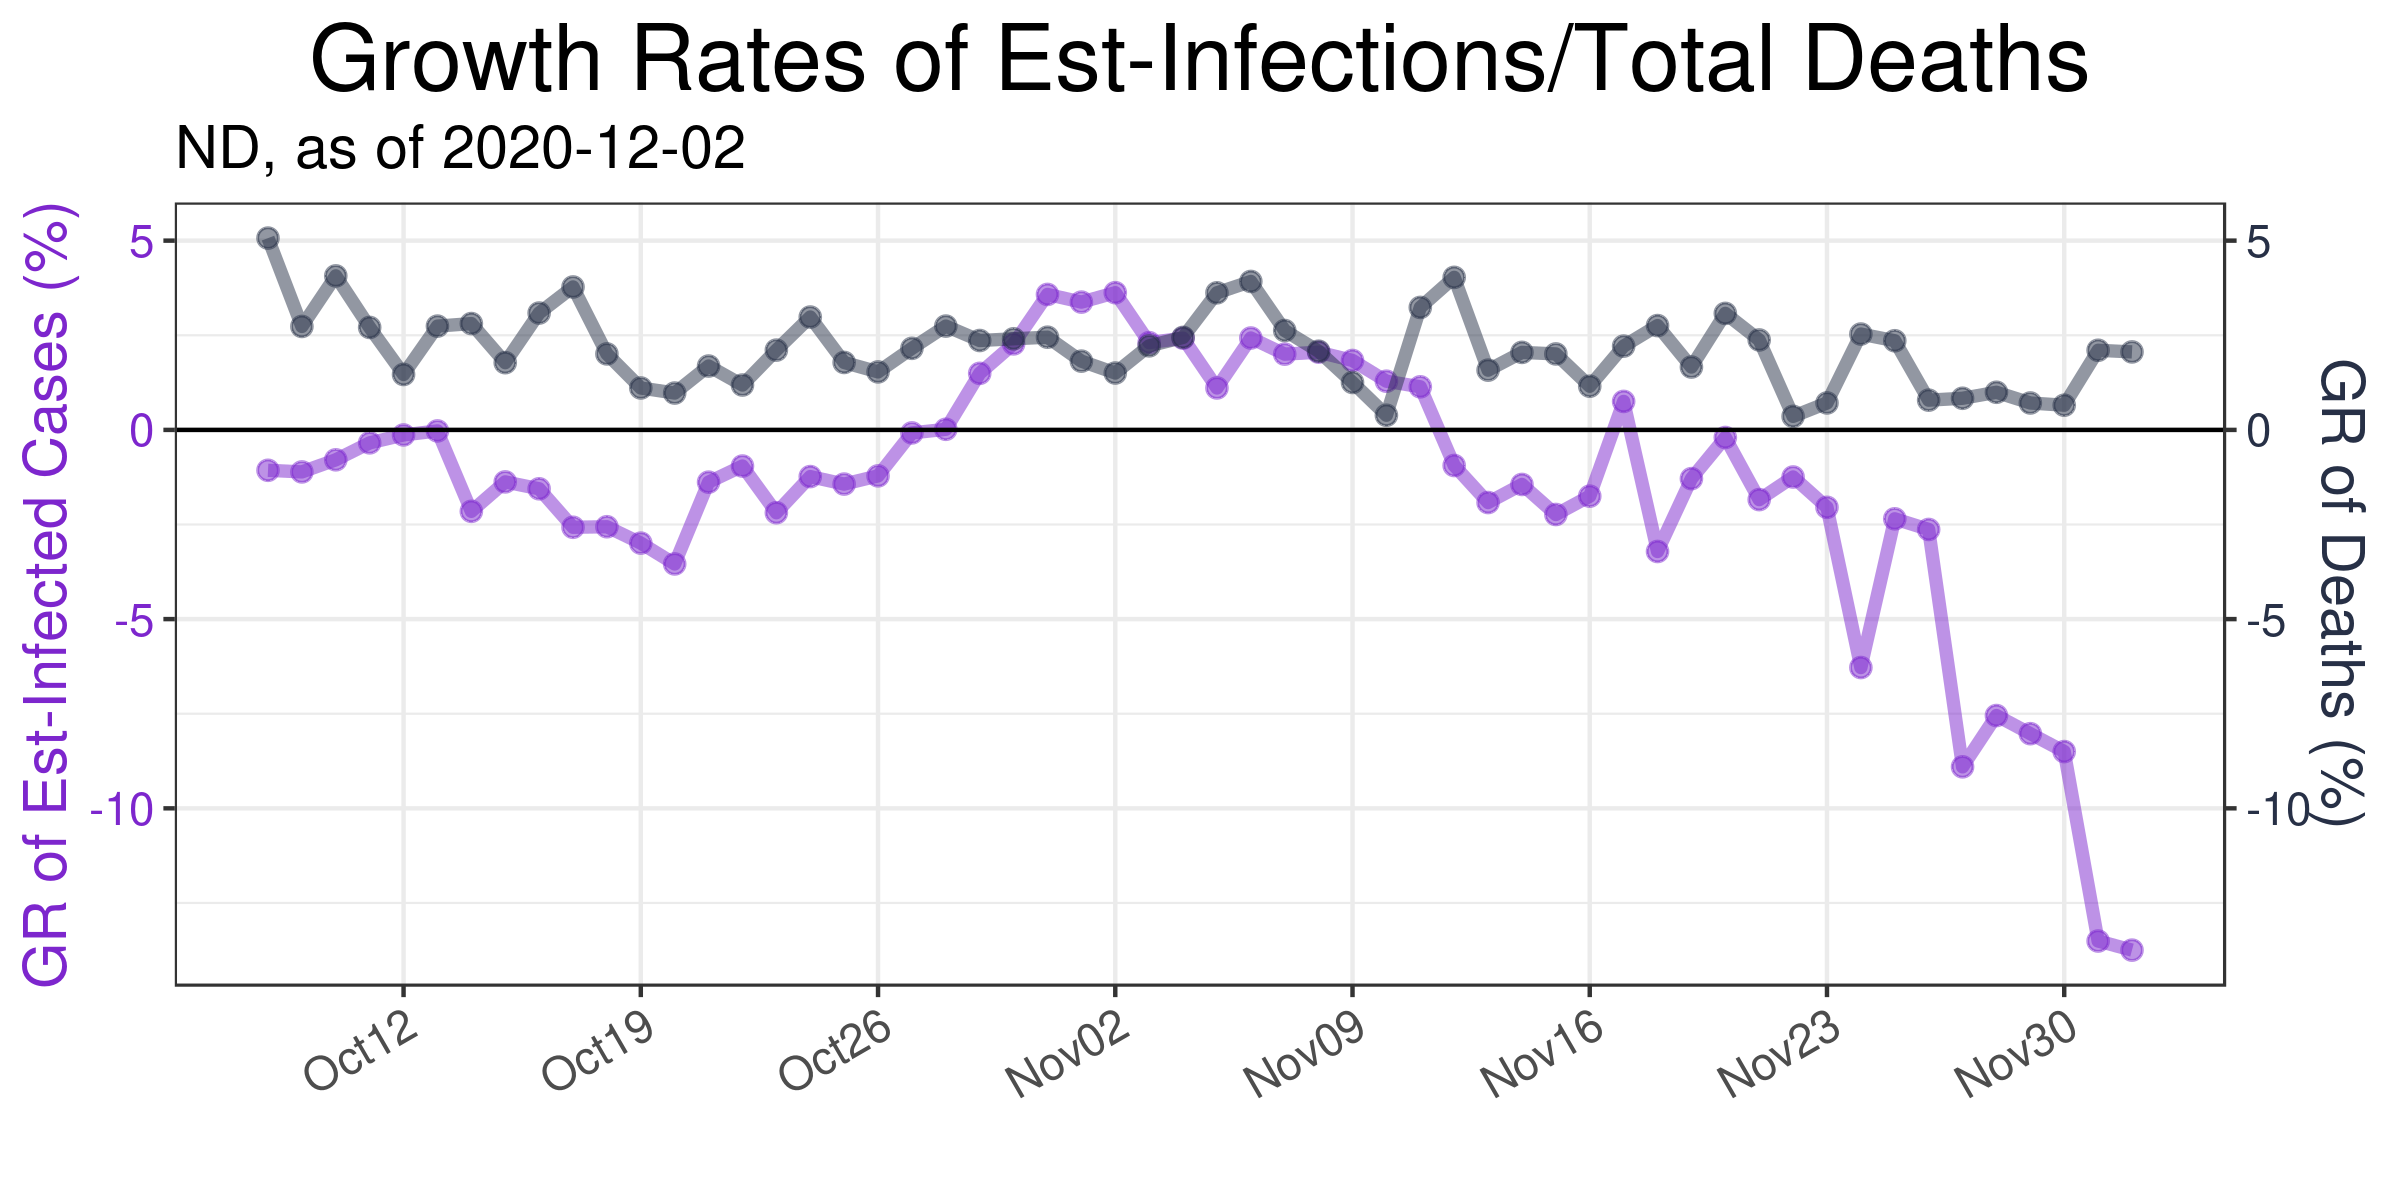 Growth Rates of Est-Infections/Total Deaths
ND, as of 2020-12-02
GR of Est-Infected Cases (%)
5
0
-5
-10
5
0
-5
-10
GR of Deaths (%)
Oct12
Oct19
Oct26
Nov02
Nov09
Nov16
Nov23
Nov30